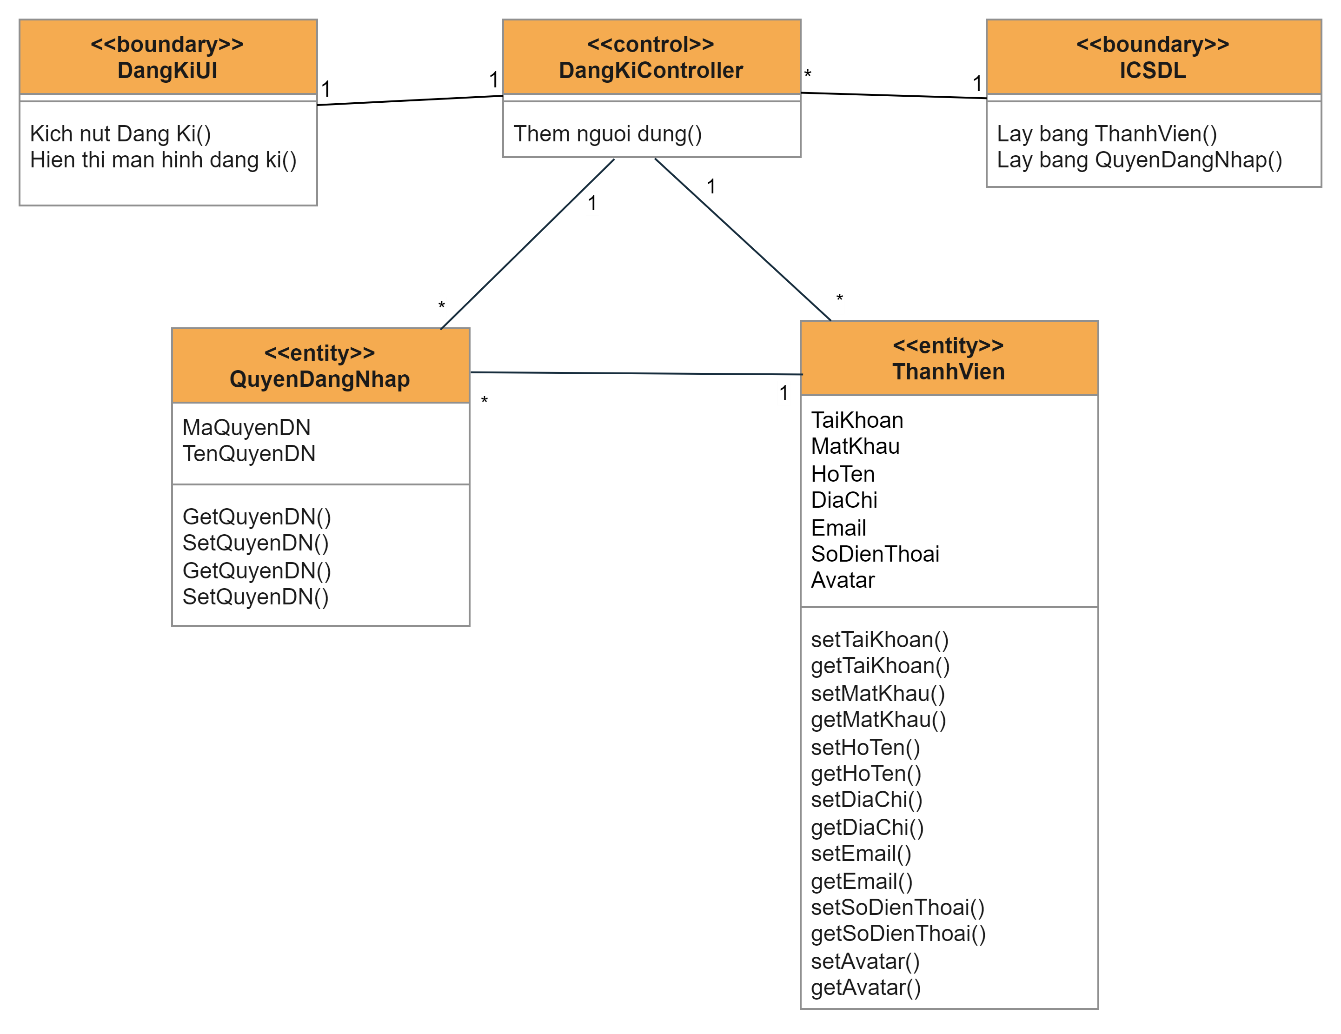 <<boundary>>
DangKiUI
Kich nut Dang Ki()
Hien thi man hinh dang ki()
1
1
<<control>>
DangKiController
Them nguoi dung()
*
1
<<boundary>>
ICSDL
Lay bang ThanhVien()
Lay bang QuyenDangNhap()
1
*
1
*
<<entity>>
QuyenDangNhap
MaQuyenDN
TenQuyenDN
GetQuyenDN()
SetQuyenDN()
GetQuyenDN()
SetQuyenDN()
*
1
<<entity>>
ThanhVien
TaiKhoan
MatKhau
HoTen
DiaChi
Email
SoDienThoai
Avatar
setTaiKhoan()
getTaiKhoan()
setMatKhau()
getMatKhau()
setHoTen()
getHoTen()
setDiaChi()
getDiaChi()
setEmail()
getEmail()
setSoDienThoai()
getSoDienThoai()
setAvatar()
getAvatar()